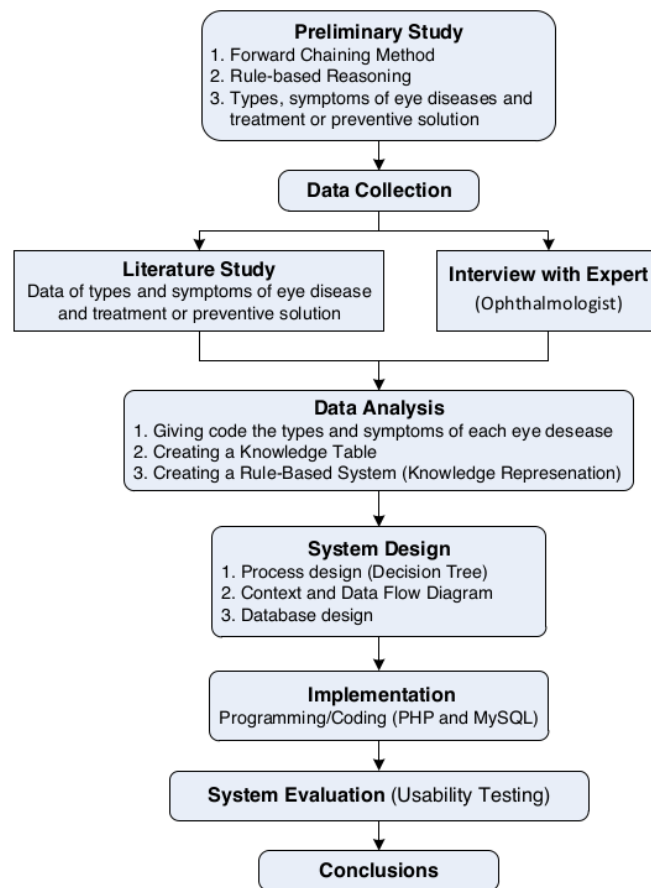 Preliminary Study
1. Forward Chaining Method
2. Rule-based Reasoning
3. Types, symptoms of eye diseases and
treatment or preventive solution
Data Collection
Literature Study
Data of types and symptoms of eye disease
and treatment or preventive solution
Interview with Expert
(Ophthalmologist)
Data Analysis
1. Giving code the types and symptoms of each eye desease
2. Creating a Knowledge Table
3. Creating a Rule-Based System (Knowledge Represenation)
System Design
1. Process design (Decision Tree)
2. Context and Data Flow Diagram
3. Database design
Implementation
Programming/Coding (PHP and MySQL)
System Evaluation (Usability Testing)
Conclusions